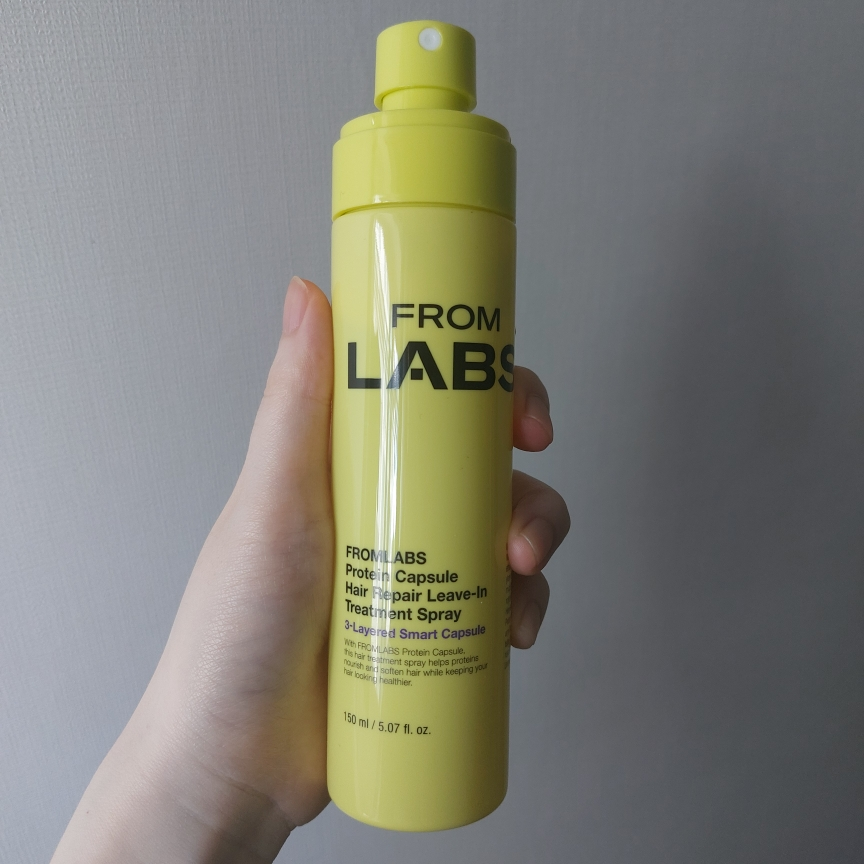 FROM
LABS
FROMLABS
Protein Capsule
Hair Repair Leave-In
Treatment Spray
3-Layered Smart Capsule
With FROMLABS Protein Capsule,
this hair treatment spray helps proteins
nourish and soften hair while keeping your
hair looking healthier.
150 ml / 5.07 fl. oz.